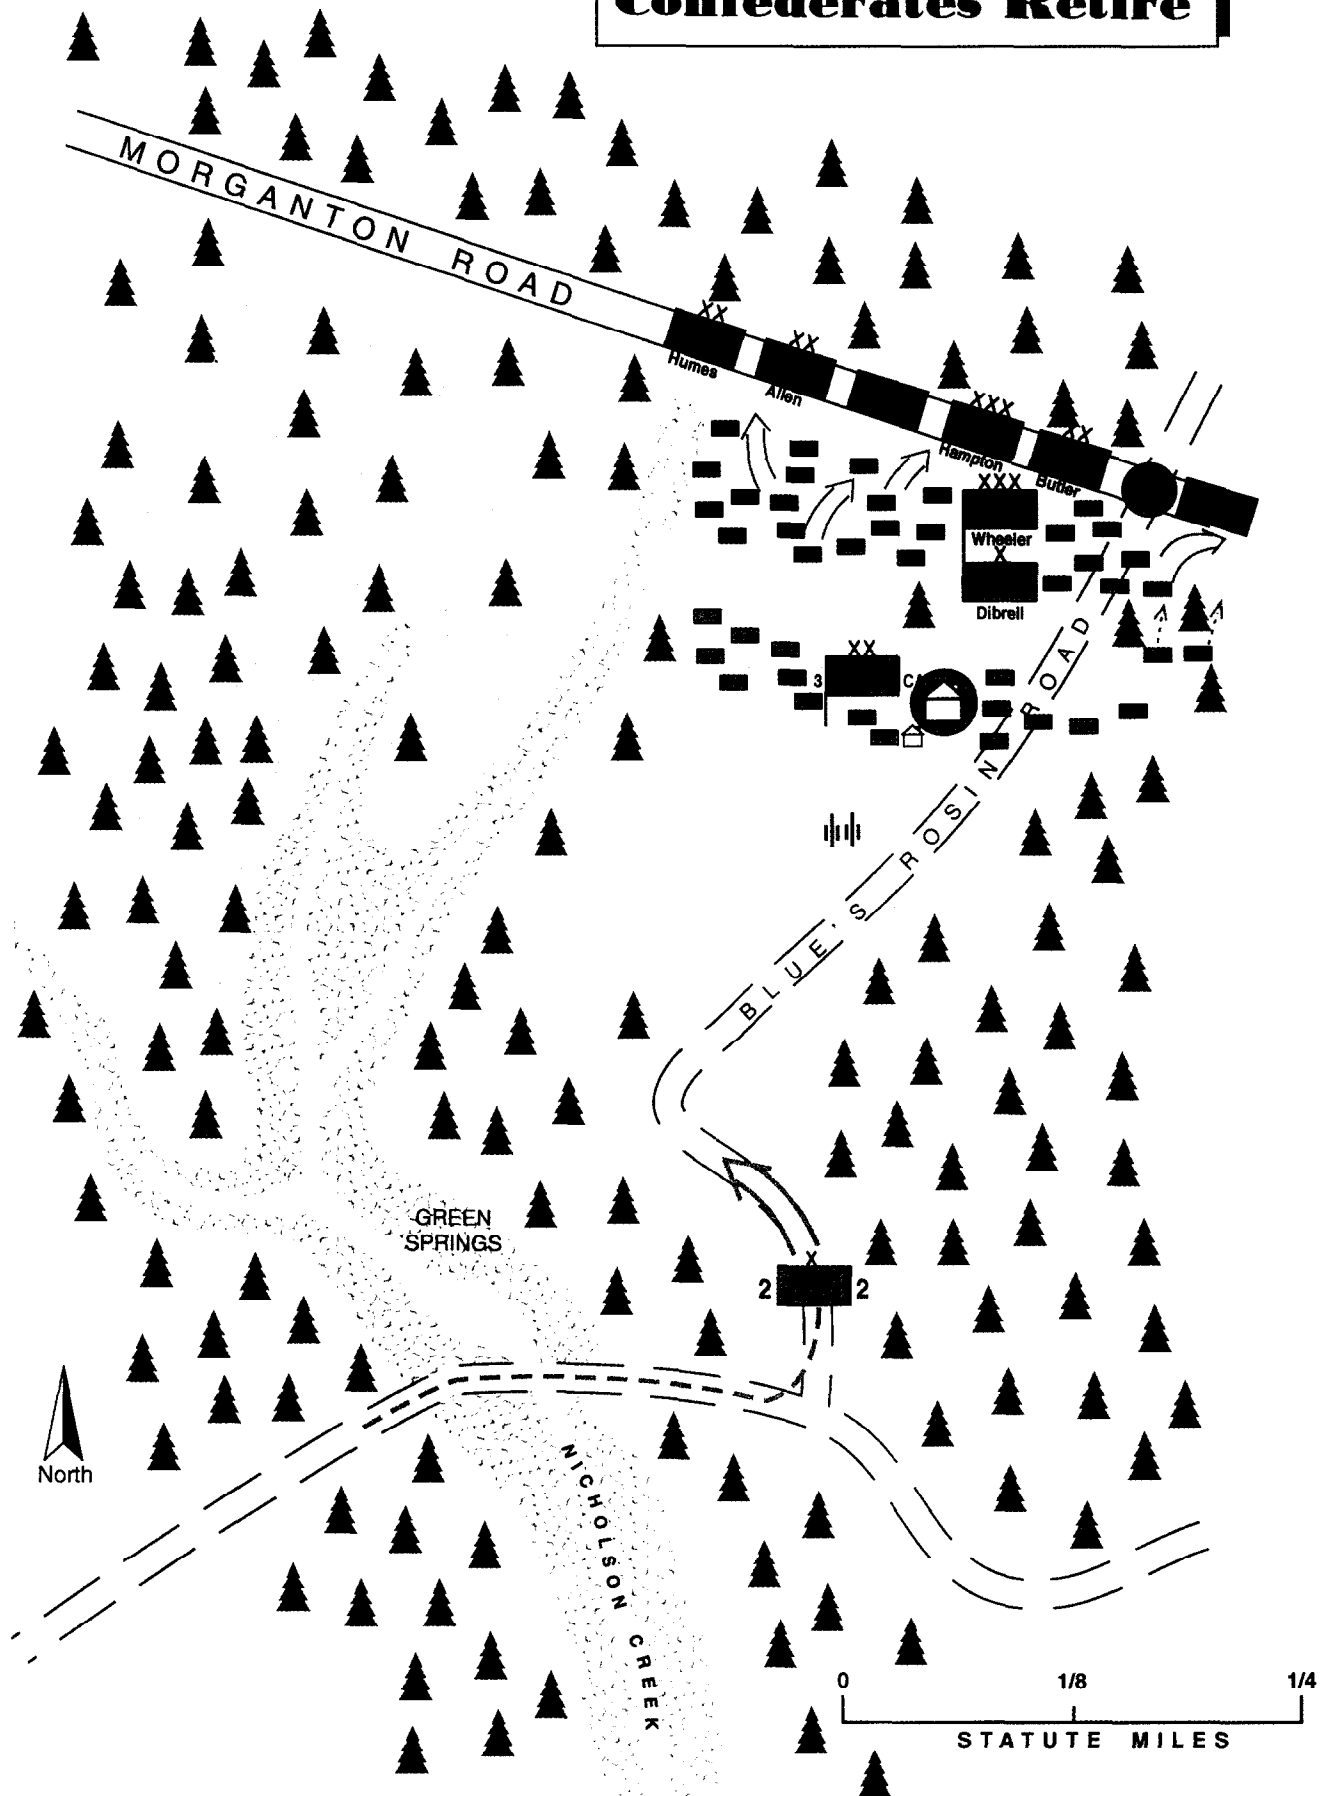 Confederates Retire
MORGANTON ROAD
XX
Humes
XX
Allen
XXX
Hampton
XX
Butler
XXX
Wheeler
X
Dibrell
XX
3
BLUE'S ROSIN ROAD
GREEN
SPRINGS
X
2 2
North
NICHOLSON CREEK
0 1/8 1/4
STATUTE MILES